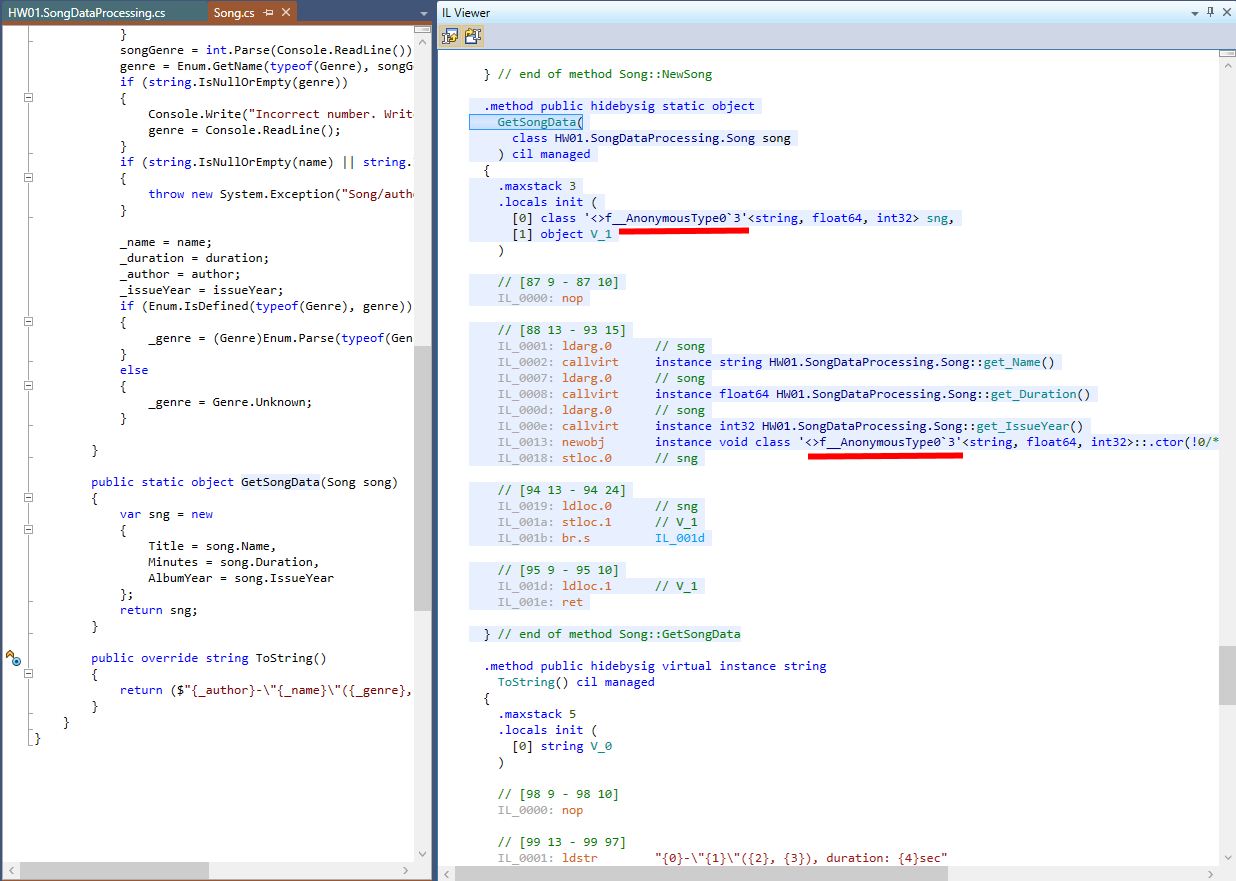 HW01.SongDataProcessing.cs
Song.cs
}
songGenre = int.Parse(Console.ReadLine())
genre = Enum.GetName(typeof(Genre), songG
if (string.IsNullOrEmpty(genre))
{
Console.Write("Incorrect number. Write
genre = Console.ReadLine();
}
if (string.IsNullOrEmpty(name) || string.
{
throw new System.Exception("Song/autho
}
_name = name;
_duration = duration;
_author = author;
_issueYear = issueYear;
if (Enum.IsDefined(typeof(Genre), genre))
{
_genre = (Genre)Enum.Parse(typeof(Gen
}
else
{
_genre = Genre.Unknown;
}
}
public static object GetSongData(Song song)
{
var sng = new
{
Title = song.Name,
Minutes = song.Duration,
AlbumYear = song.IssueYear
};
return sng;
}
public override string ToString()
{
return ($"{_author}-\"{_name}\"({_genre},
}
}
}
IL Viewer
} // end of method Song::NewSong
.method public hidebysig static object
GetSongData(
class HW01.SongDataProcessing.Song song
) cil managed
{
.maxstack 3
.locals init (
[0] class '<>f__AnonymousType0`3'<string, float64, int32> sng,
[1] object V_1
)
// [87 9 - 87 10]
IL_0000: nop
// [88 13 - 93 15]
IL_0001: ldarg.0 // song
IL_0002: callvirt instance string HW01.SongDataProcessing.Song::get_Name()
IL_0007: ldarg.0 // song
IL_0008: callvirt instance float64 HW01.SongDataProcessing.Song::get_Duration()
IL_000d: ldarg.0 // song
IL_000e: callvirt instance int32 HW01.SongDataProcessing.Song::get_IssueYear()
IL_0013: newobj instance void class '<>f__AnonymousType0`3'<string, float64, int32>::.ctor(!0/*
IL_0018: stloc.0 // sng
// [94 13 - 94 24]
IL_0019: ldloc.0 // sng
IL_001a: stloc.1 // V_1
IL_001b: br.s IL_001d
// [95 9 - 95 10]
IL_001d: ldloc.1 // V_1
IL_001e: ret
} // end of method Song::GetSongData
.method public hidebysig virtual instance string
ToString() cil managed
{
.maxstack 5
.locals init (
[0] string V_0
)
// [98 9 - 98 10]
IL_0000: nop
// [99 13 - 99 97]
IL_0001: ldstr "{0}-\"{1}\"({2}, {3}), duration: {4}sec"